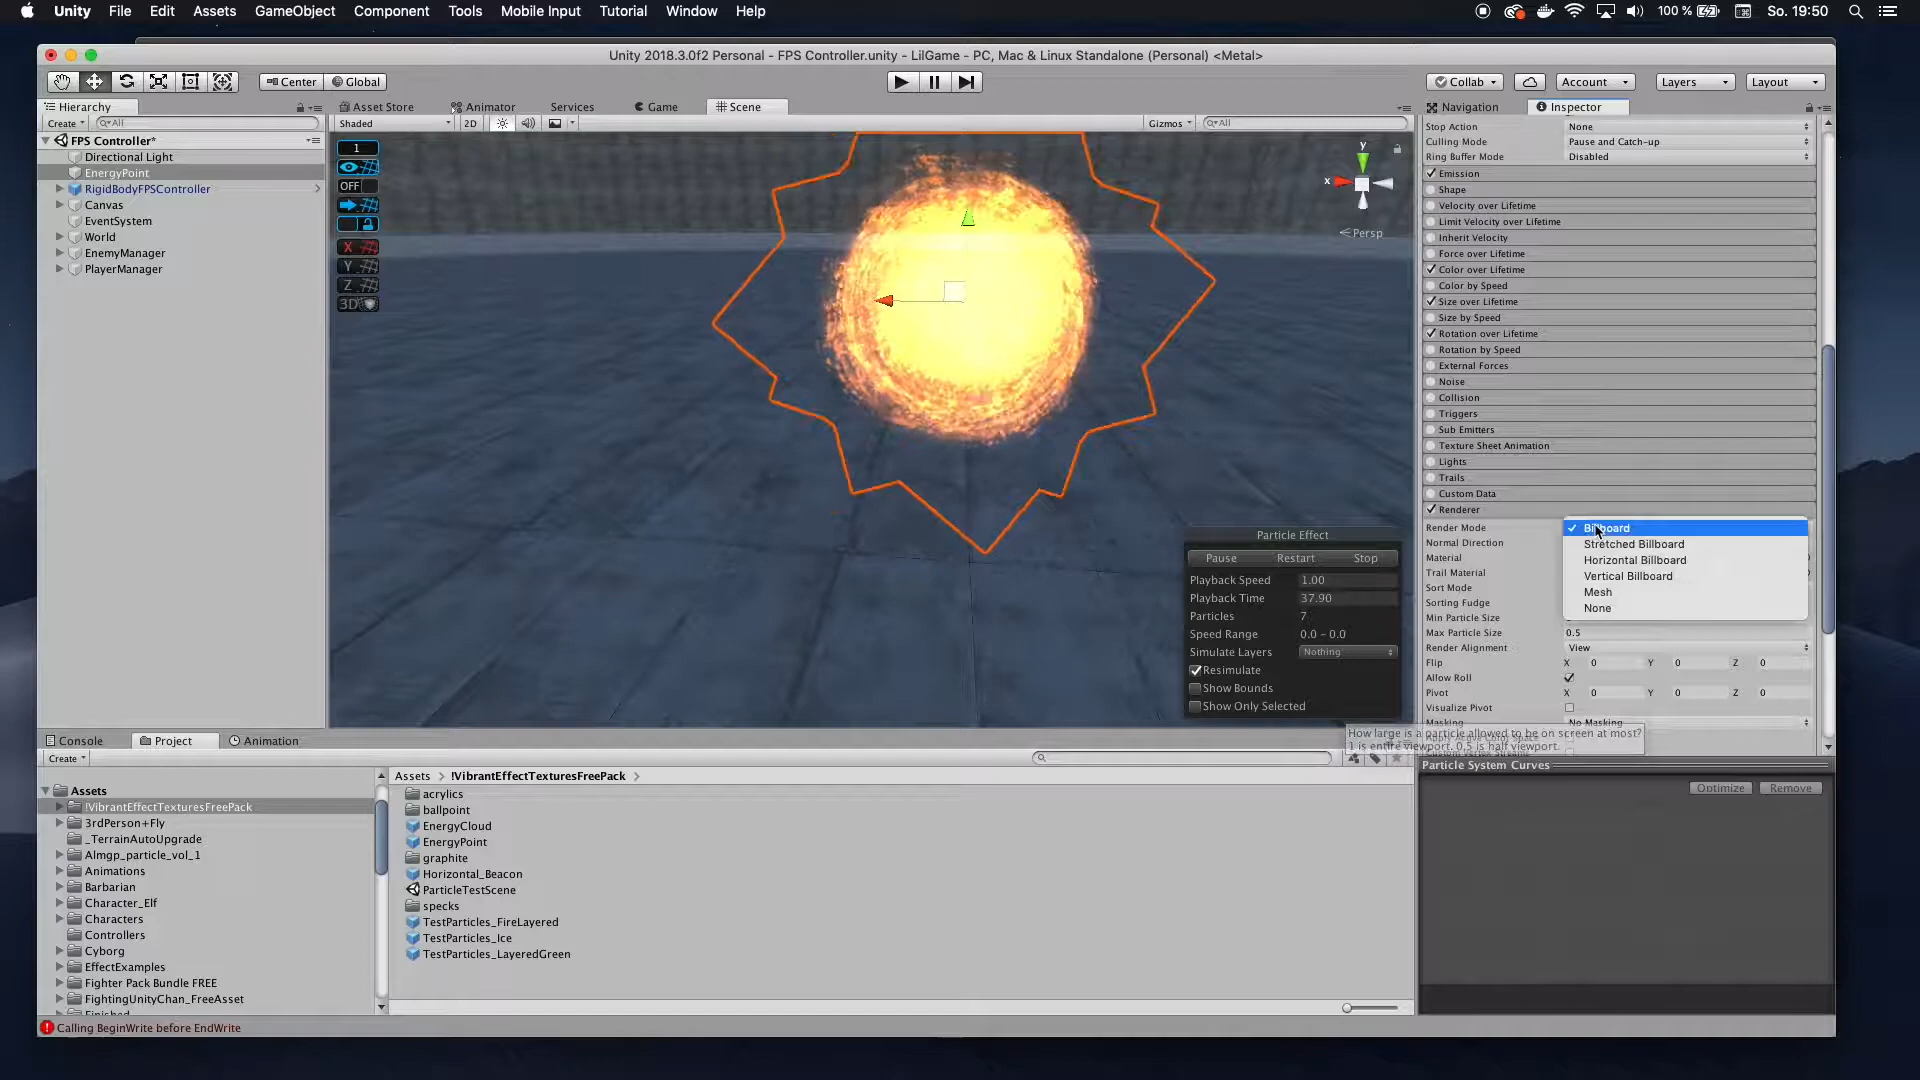 Unity File Edit Assets GameObject Component Tools Mobile Input Tutorial Window Help 100 % So. 19:50
Unity 2018.3.0f2 Personal - FPS Controller.unity - LilGame - PC, Mac & Linux Standalone (Personal) <Metal>
Center Global Collab Account Layers Layout
Hierarchy Asset Store Animator Services Game Scene Navigation Inspector
Create All Shaded 2D Gizmos All
FPS Controller*
Directional Light
EnergyPoint
RigidBodyFPSController
Canvas
EventSystem
World
EnemyManager
PlayerManager
1
OFF
X
Y
Z
3D
y
x
Persp
Particle Effect
Pause Restart Stop
Playback Speed 1.00
Playback Time 37.90
Particles 7
Speed Range 0.0 – 0.0
Simulate Layers Nothing
Resimulate
Show Bounds
Show Only Selected
Stop Action None
Culling Mode Pause and Catch-up
Ring Buffer Mode Disabled
Emission
Shape
Velocity over Lifetime
Limit Velocity over Lifetime
Inherit Velocity
Force over Lifetime
Color over Lifetime
Color by Speed
Size over Lifetime
Size by Speed
Rotation over Lifetime
Rotation by Speed
External Forces
Noise
Collision
Triggers
Sub Emitters
Texture Sheet Animation
Lights
Trails
Custom Data
Renderer
Render Mode Billboard
Normal Direction Stretched Billboard
Material Horizontal Billboard
Trail Material Vertical Billboard
Sort Mode Mesh
Sorting Fudge None
Min Particle Size
Max Particle Size 0.5
Render Alignment View
Flip X 0 Y 0 Z 0
Allow Roll
Pivot X 0 Y 0 Z 0
Visualize Pivot
Masking No Masking
How large is a particle allowed to be on screen at most?
1 is entire viewport. 0.5 is half viewport.
Particle System Curves
Optimize Remove
Console Project Animation
Create
Assets
!VibrantEffectTexturesFreePack
3rdPerson+Fly
_TerrainAutoUpgrade
Almgp_particle_vol_1
Animations
Barbarian
Character_Elf
Characters
Controllers
Cyborg
EffectExamples
Fighter Pack Bundle FREE
FightingUnityChan_FreeAsset
Finished
Assets > !VibrantEffectTexturesFreePack >
acrylics
ballpoint
EnergyCloud
EnergyPoint
graphite
Horizontal_Beacon
ParticleTestScene
specks
TestParticles_FireLayered
TestParticles_Ice
TestParticles_LayeredGreen
Calling BeginWrite before EndWrite